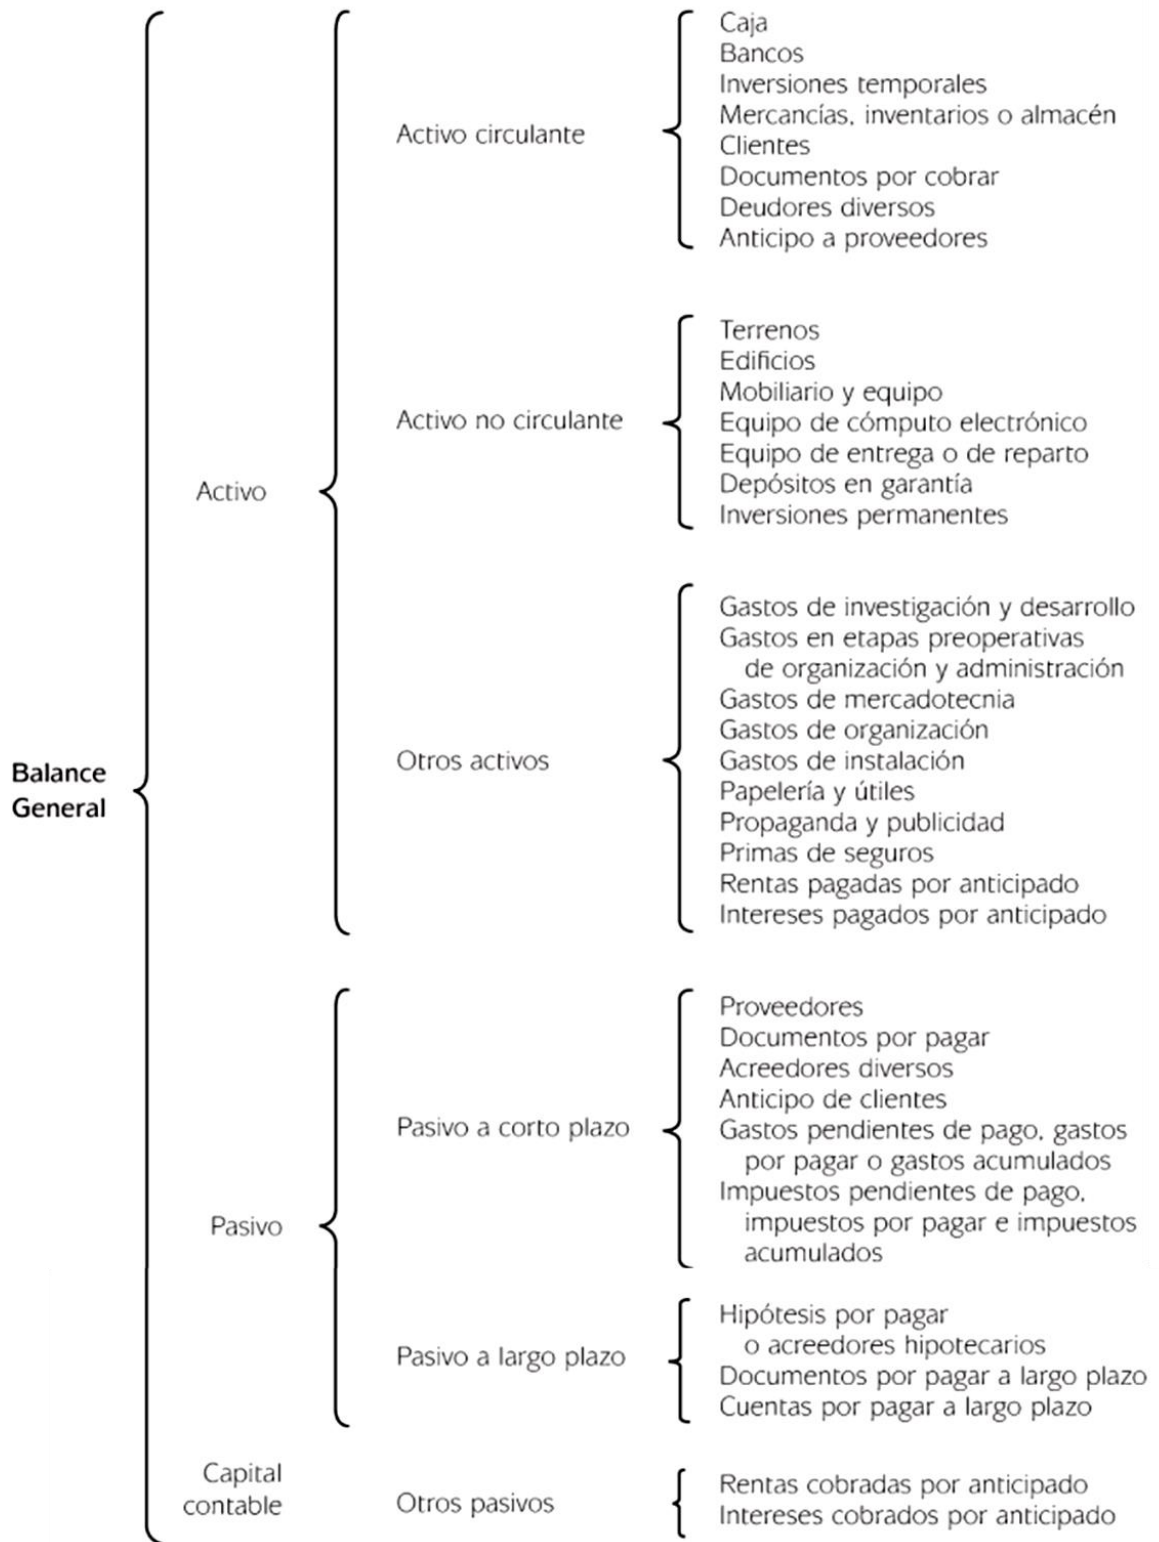 Balance
General
Activo
Activo circulante
Caja
Bancos
Inversiones temporales
Mercancías, inventarios o almacén
Clientes
Documentos por cobrar
Deudores diversos
Anticipo a proveedores
Activo no circulante
Terrenos
Edificios
Mobiliario y equipo
Equipo de cómputo electrónico
Equipo de entrega o de reparto
Depósitos en garantía
Inversiones permanentes
Otros activos
Gastos de investigación y desarrollo
Gastos en etapas preoperativas
de organización y administración
Gastos de mercadotecnia
Gastos de organización
Gastos de instalación
Papelería y útiles
Propaganda y publicidad
Primas de seguros
Rentas pagadas por anticipado
Intereses pagados por anticipado
Pasivo
Pasivo a corto plazo
Proveedores
Documentos por pagar
Acreedores diversos
Anticipo de clientes
Gastos pendientes de pago, gastos
por pagar o gastos acumulados
Impuestos pendientes de pago,
impuestos por pagar e impuestos
acumulados
Pasivo a largo plazo
Hipótesis por pagar
o acreedores hipotecarios
Documentos por pagar a largo plazo
Cuentas por pagar a largo plazo
Capital
contable
Otros pasivos
Rentas cobradas por anticipado
Intereses cobrados por anticipado